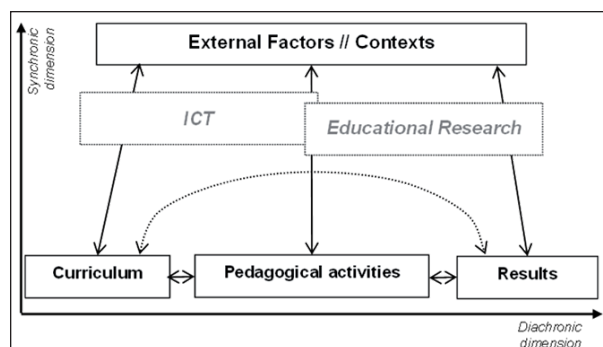 Synchronic
dimension
External Factors // Contexts
ICT
Educational Research
Curriculum
Pedagogical activities
Results
Diachronic
dimension